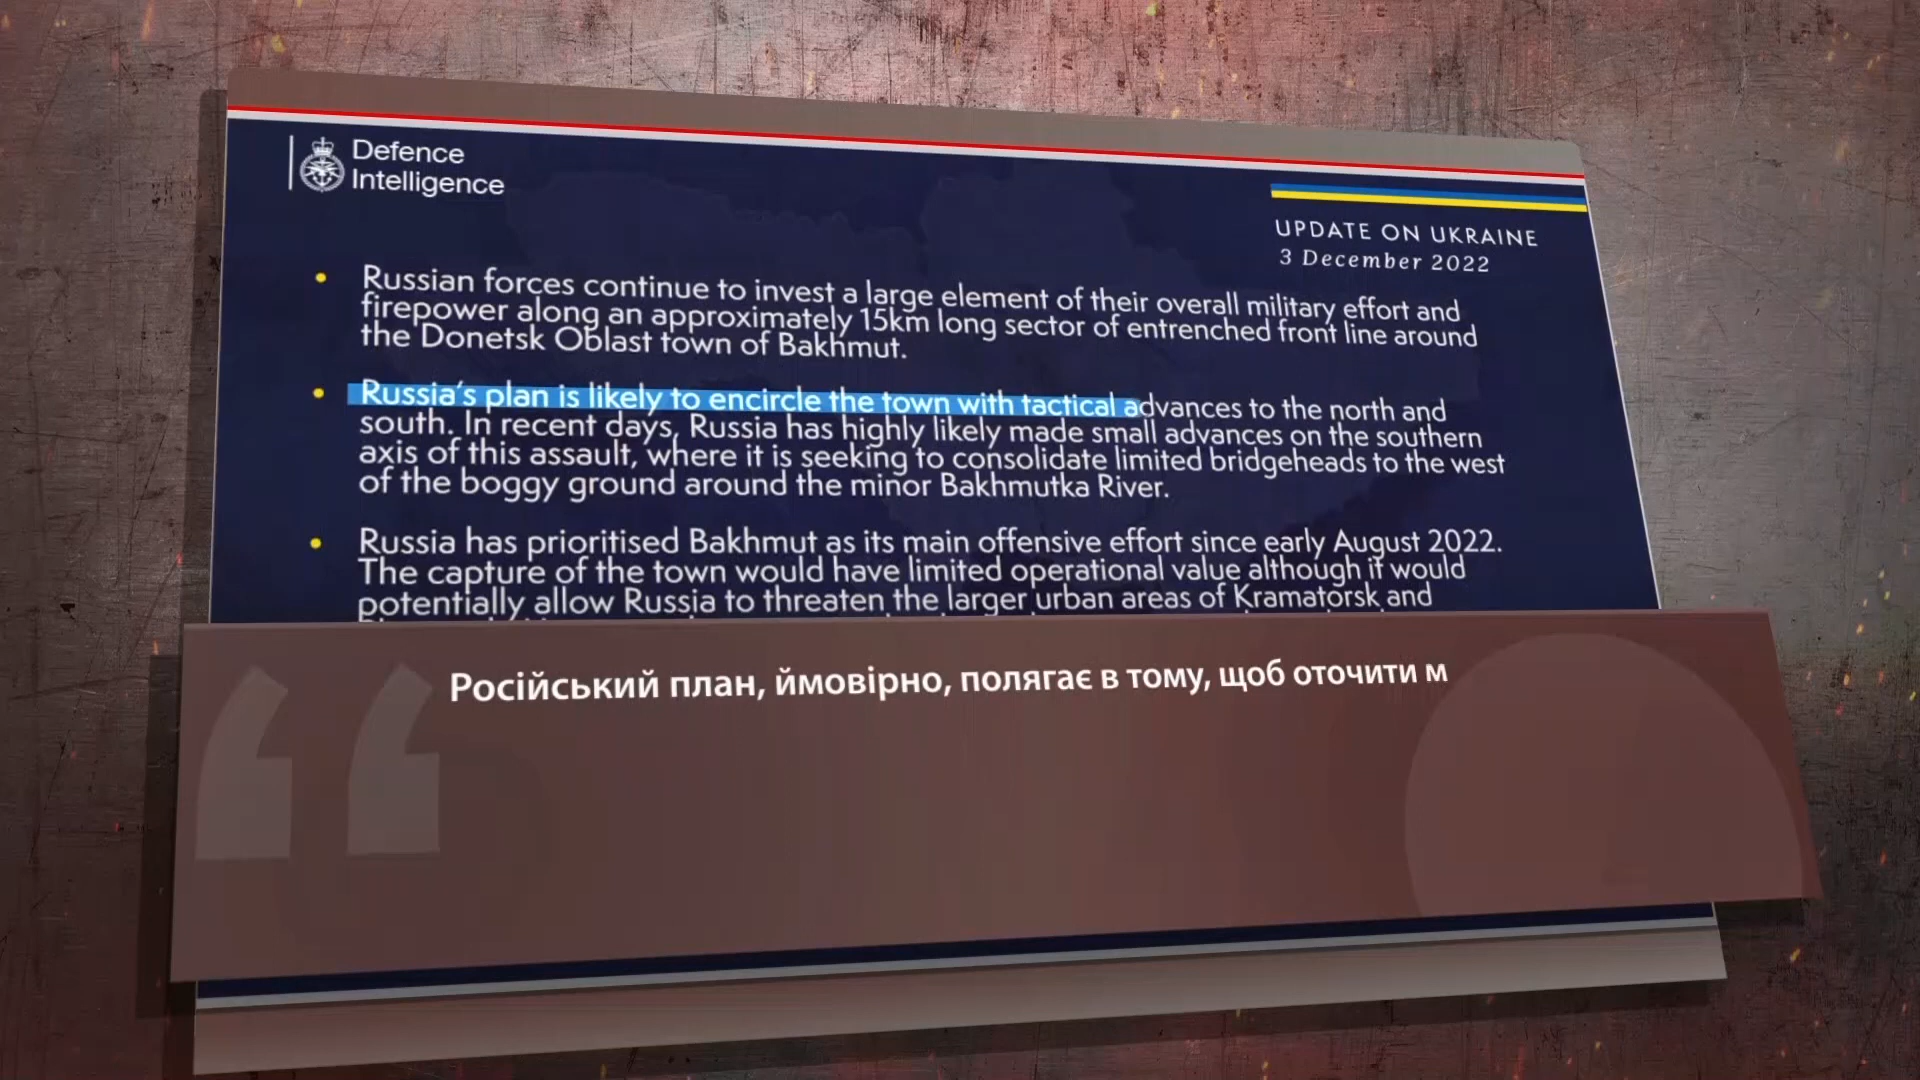 Defence
Intelligence
UPDATE ON UKRAINE
3 December 2022
• Russian forces continue to invest a large element of their overall military effort and
firepower along an approximately 15km long sector of entrenched front line around
the Donetsk Oblast town of Bakhmut.
• Russia's plan is likely to encircle the town with tactical advances to the north and
south. In recent days, Russia has highly likely made small advances on the southern
axis of this assault, where it is seeking to consolidate limited bridgeheads to the west
of the boggy ground around the minor Bakhmutka River.
• Russia has prioritised Bakhmut as its main offensive effort since early August 2022.
The capture of the town would have limited operational value although it would
potentially allow Russia to threaten the larger urban areas of Kramatorsk and
Російський план, ймовірно, полягає в тому, щоб оточити м